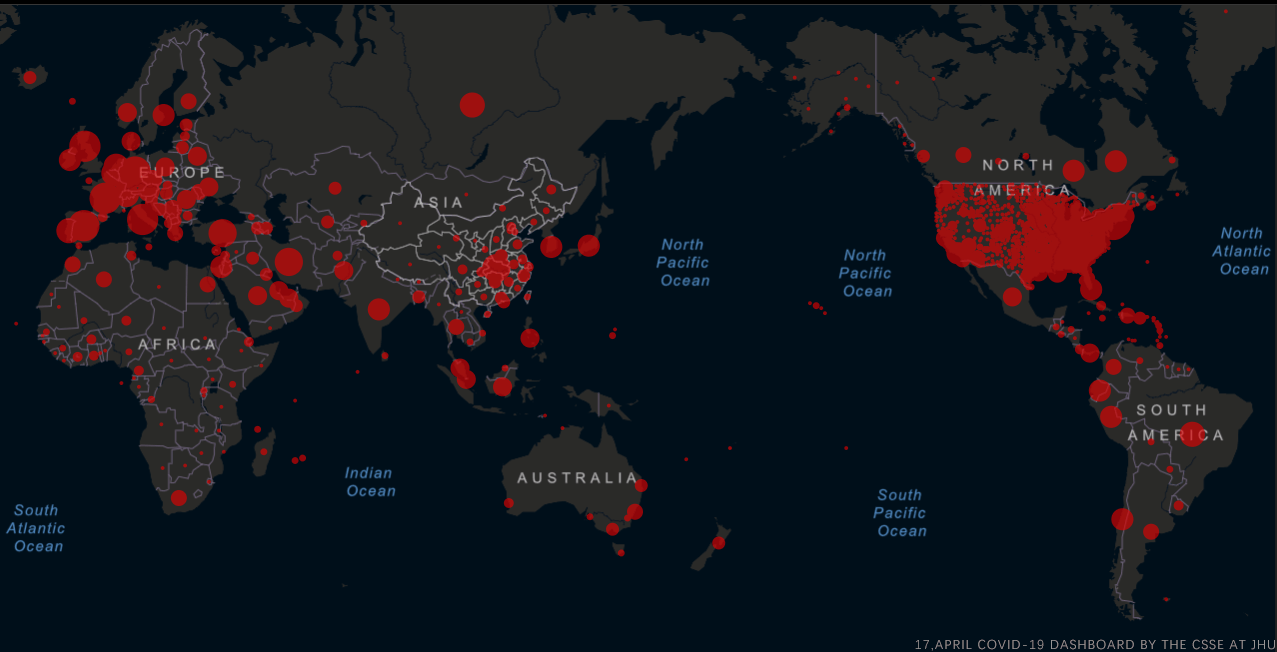 EUROPE
ASIA
NORTH
AMERICA
North
Pacific
Ocean
North
Pacific
Ocean
North
Atlantic
Ocean
AFRICA
SOUTH
AMERICA
Indian
Ocean
AUSTRALIA
South
Atlantic
Ocean
South
Pacific
Ocean
17,APRIL COVID-19 DASHBOARD BY THE CSSE AT JHU